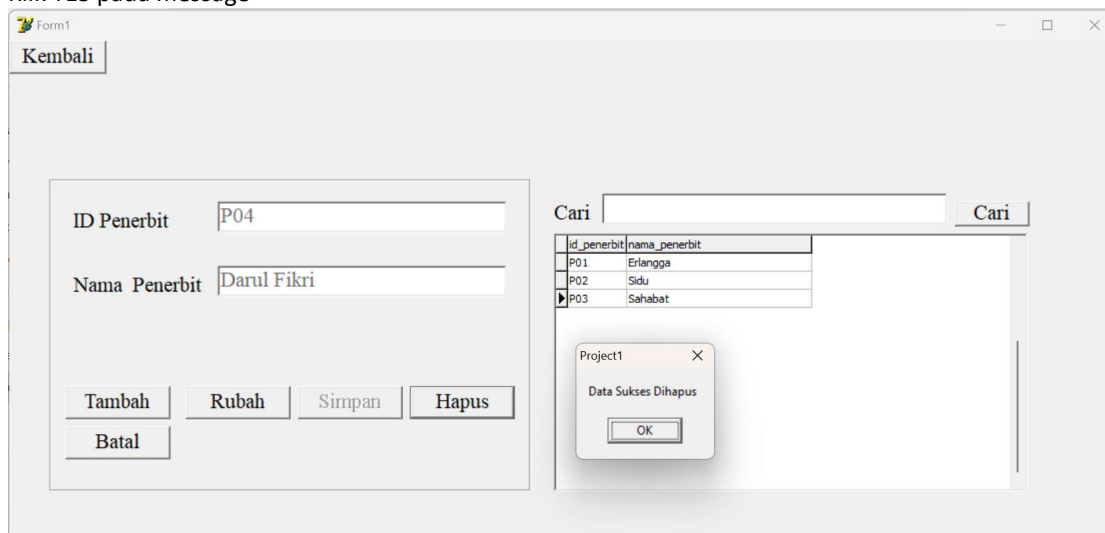 Klik YES pada message
Form1
Kembali
ID Penerbit P04
Nama Penerbit Darul Fikri
Tambah Rubah Simpan Hapus
Batal
Cari Cari
id_penerbit nama_penerbit
P01 Erlangga
P02 Sidu
P03 Sahabat
Project1
Data Sukses Dihapus
OK